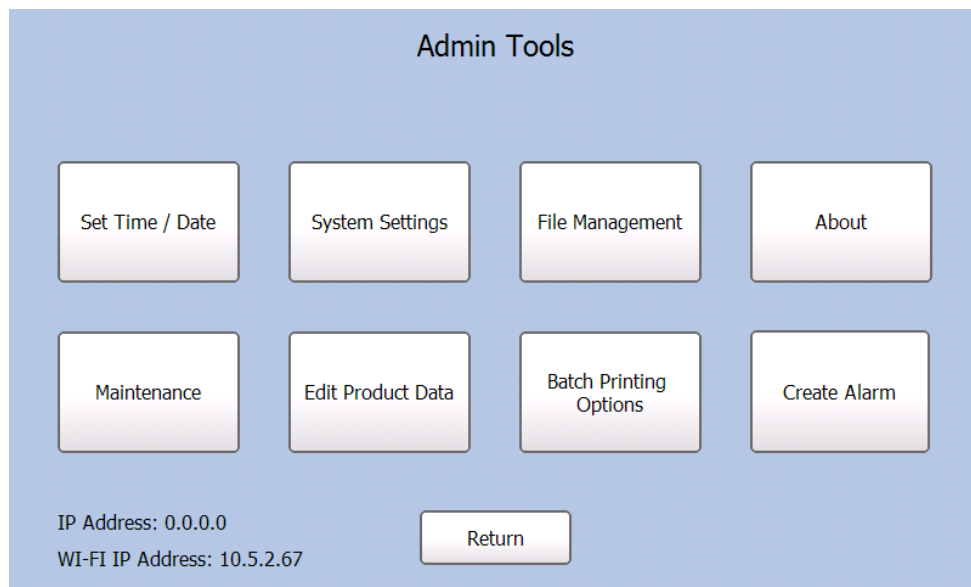 Admin Tools
Set Time / Date
System Settings
File Management
About
Maintenance
Edit Product Data
Batch Printing
Options
Create Alarm
IP Address: 0.0.0.0
WI-FI IP Address: 10.5.2.67
Return